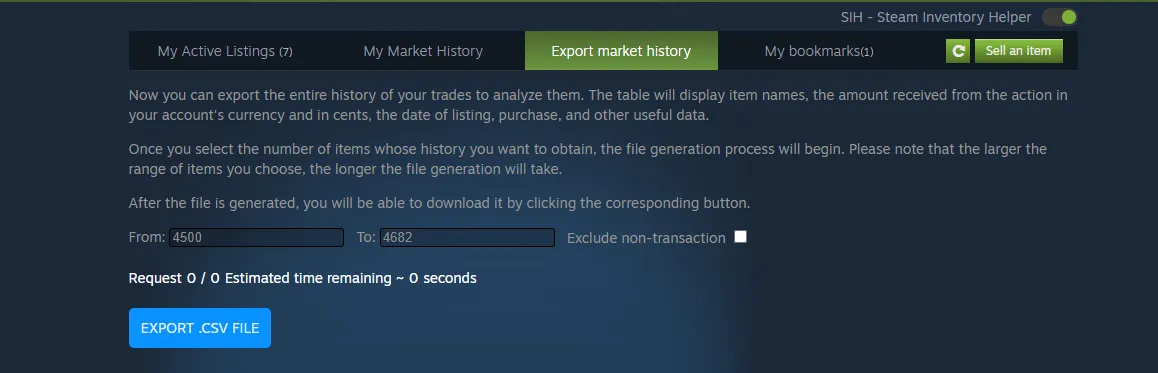 SIH - Steam Inventory Helper
My Active Listings (7) My Market History Export market history My bookmarks(1) Sell an item
Now you can export the entire history of your trades to analyze them. The table will display item names, the amount received from the action in
your account's currency and in cents, the date of listing, purchase, and other useful data.
Once you select the number of items whose history you want to obtain, the file generation process will begin. Please note that the larger the
range of items you choose, the longer the file generation will take.
After the file is generated, you will be able to download it by clicking the corresponding button.
From: 4500 To: 4682 Exclude non-transaction
Request 0 / 0 Estimated time remaining ~ 0 seconds
EXPORT .CSV FILE